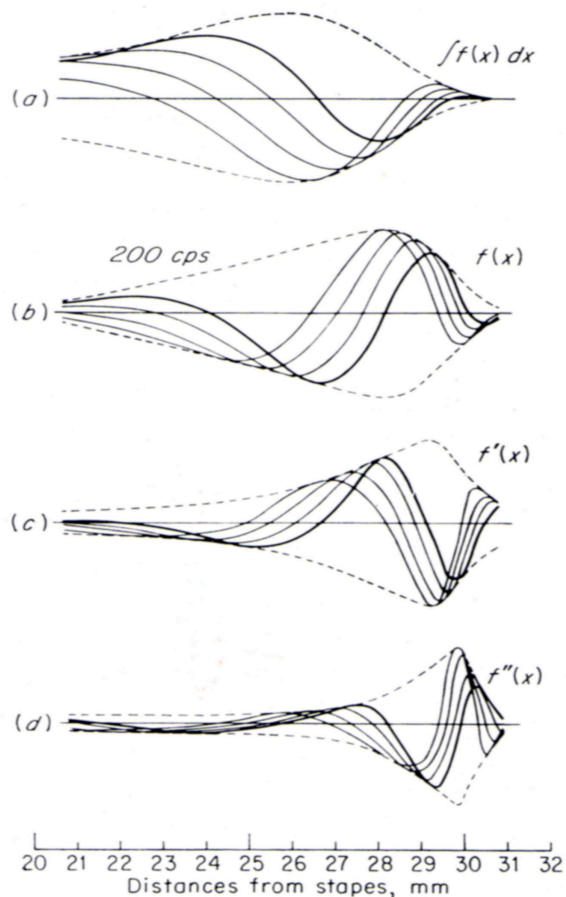 ∫f(x) dx
(a)
200 cps
f(x)
(b)
f′(x)
(c)
f″(x)
(d)
20 21 22 23 24 25 26 27 28 29 30 31 32
Distances from stapes, mm